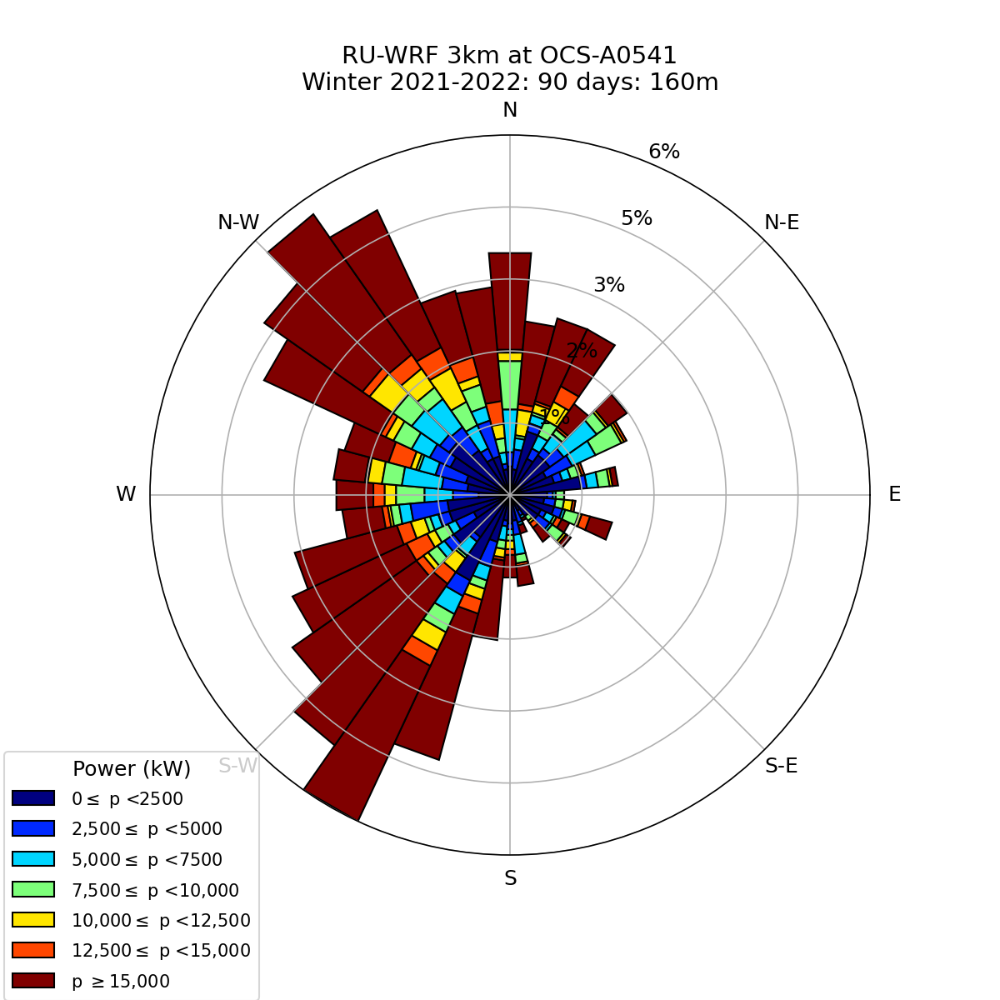 RU-WRF 3km at OCS-A0541
Winter 2021-2022: 90 days: 160m
N
6%
5%
N-W
N-E
3%
2%
1%
W
E
S-W
S-E
S
Power (kW)
0≤ p <2500
2,500≤ p <5000
5,000≤ p <7500
7,500≤ p <10,000
10,000≤ p <12,500
12,500≤ p <15,000
p ≥15,000